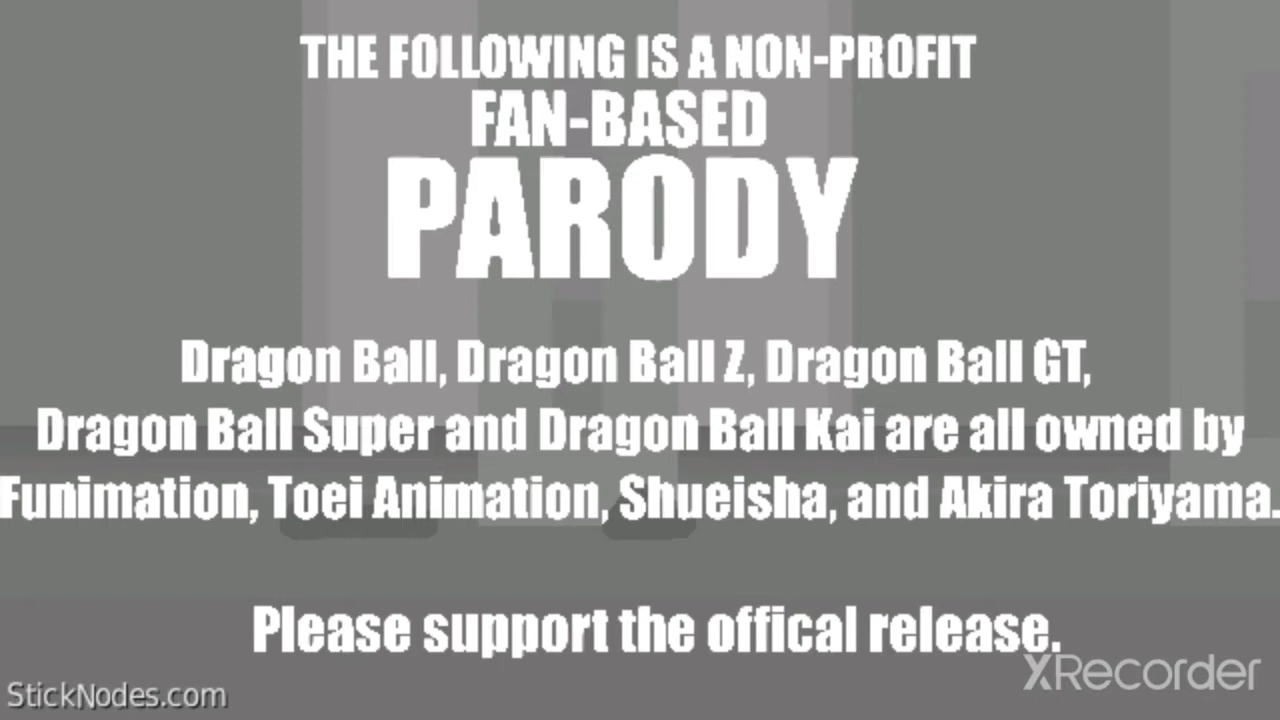 THE FOLLOWING IS A NON-PROFIT
FAN-BASED
PARODY
Dragon Ball, Dragon Ball Z, Dragon Ball GT,
Dragon Ball Super and Dragon Ball Kai are all owned by
Funimation, Toei Animation, Shueisha, and Akira Toriyama.
Please support the offical release.
XRecorder
StickNodes.com